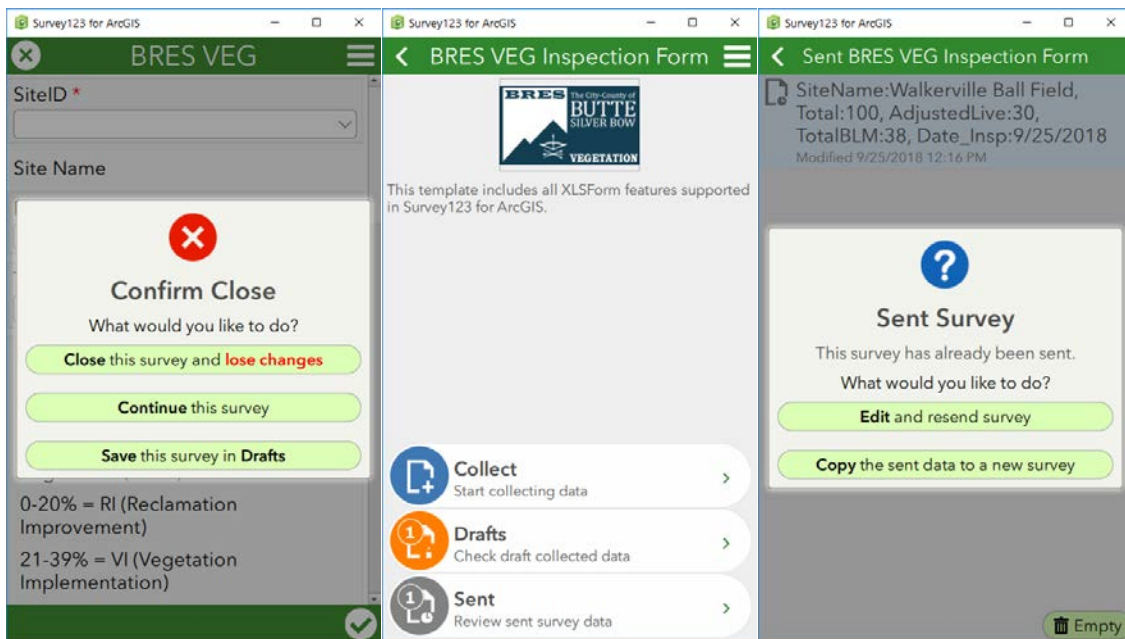 Survey123 for ArcGIS
BRES VEG
SiteID *
Site Name
Confirm Close
What would you like to do?
Close this survey and lose changes
Continue this survey
Save this survey in Drafts
0-20% = RI (Reclamation
Improvement)
21-39% = VI (Vegetation
Implementation)
Survey123 for ArcGIS
BRES VEG Inspection Form
BRES
The City-County of
BUTTE
SILVER BOW
VEGETATION
This template includes all XLSForm features supported
in Survey123 for ArcGIS.
Collect
Start collecting data
1
Drafts
Check draft collected data
1
Sent
Review sent survey data
Survey123 for ArcGIS
Sent BRES VEG Inspection Form
SiteName:Walkerville Ball Field,
Total:100, AdjustedLive:30,
TotalBLM:38, Date_Insp:9/25/2018
Modified 9/25/2018 12:16 PM
Sent Survey
This survey has already been sent.
What would you like to do?
Edit and resend survey
Copy the sent data to a new survey
Empty